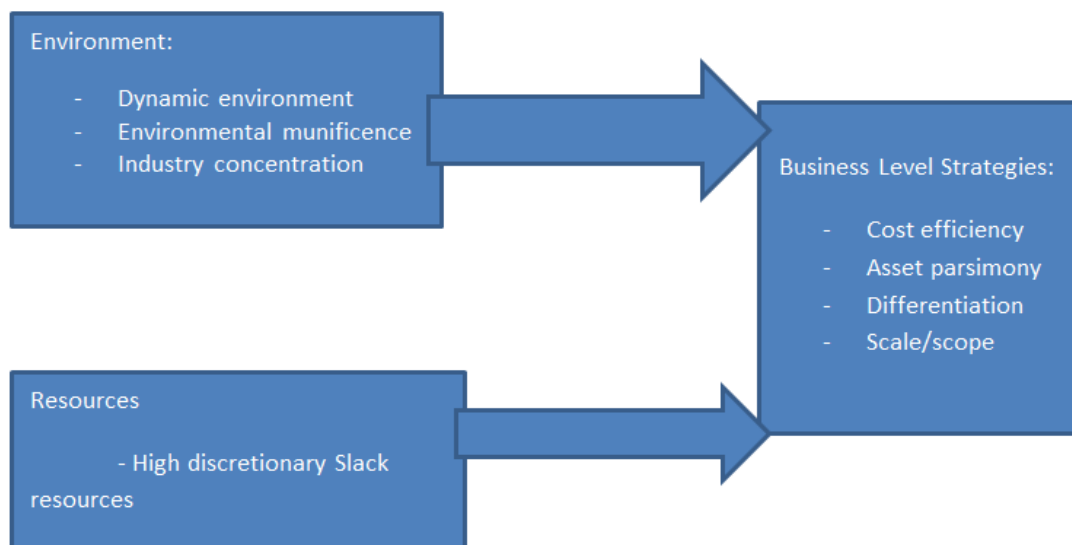 Environment:
- Dynamic environment
- Environmental munificence
- Industry concentration
Resources
- High discretionary Slack
resources
Business Level Strategies:
- Cost efficiency
- Asset parsimony
- Differentiation
- Scale/scope